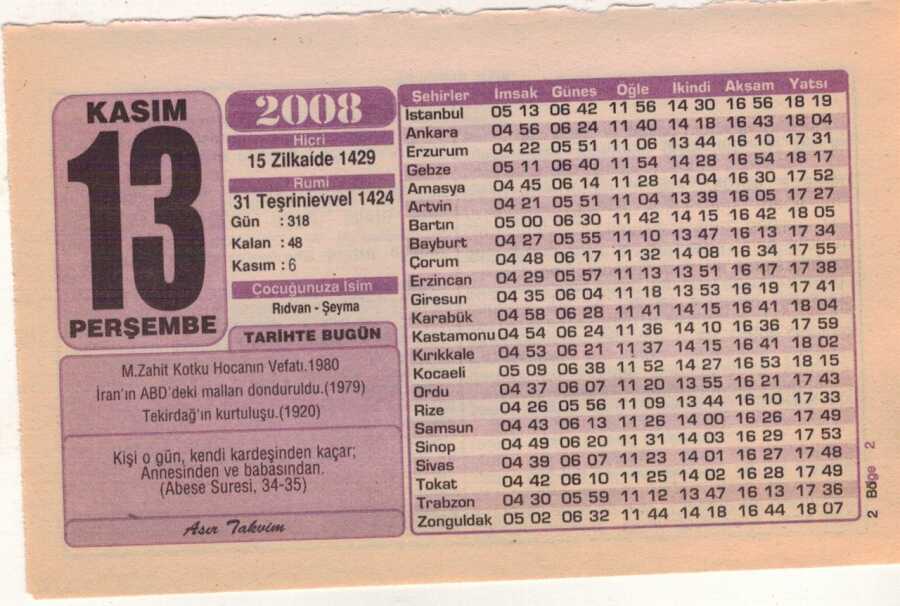 KASIM
13
PERŞEMBE
2008
Hicri
15 Zilkaíde 1429
Rumi
31 Teşrinievvel 1424
Gün : 318
Kalan : 48
Kasım : 6
Çocuğunuza İsim
Rıdvan - Şeyma
TARİHTE BUGÜN
M.Zahit Kotku Hocanın Vefatı.1980
İran'ın ABD'deki malları donduruldu.(1979)
Tekirdağ'ın kurtuluşu.(1920)
Kişi o gün, kendi kardeşinden kaçar;
Annesinden ve babasından.
(Abese Suresi, 34-35)
Asır Takvim
Şehirler İmsak Güneş Öğle İkindi Akşam Yatsı
İstanbul 05 13 06 42 11 56 14 30 16 56 18 19
Ankara 04 56 06 24 11 40 14 18 16 43 18 04
Erzurum 04 22 05 51 11 06 13 44 16 10 17 31
Gebze 05 11 06 40 11 54 14 28 16 54 18 17
Amasya 04 45 06 14 11 28 14 04 16 30 17 52
Artvin 04 21 05 51 11 04 13 39 16 05 17 27
Bartın 05 00 06 30 11 42 14 15 16 42 18 05
Bayburt 04 27 05 55 11 10 13 47 16 13 17 34
Çorum 04 48 06 17 11 32 14 08 16 34 17 55
Erzincan 04 29 05 57 11 13 13 51 16 17 17 38
Giresun 04 35 06 04 11 18 13 53 16 19 17 41
Karabük 04 58 06 28 11 41 14 15 16 41 18 04
Kastamonu 04 54 06 24 11 36 14 10 16 36 17 59
Kırıkkale 04 53 06 21 11 37 14 15 16 41 18 02
Kocaeli 05 09 06 38 11 52 14 27 16 53 18 15
Ordu 04 37 06 07 11 20 13 55 16 21 17 43
Rize 04 26 05 56 11 09 13 44 16 10 17 33
Samsun 04 43 06 13 11 26 14 00 16 26 17 49
Sinop 04 49 06 20 11 31 14 03 16 29 17 53
Sivas 04 39 06 07 11 23 14 01 16 27 17 48
Tokat 04 42 06 10 11 25 14 02 16 28 17 49
Trabzon 04 30 05 59 11 12 13 47 16 13 17 36
Zonguldak 05 02 06 32 11 44 14 18 16 44 18 07
2 Bölge 2